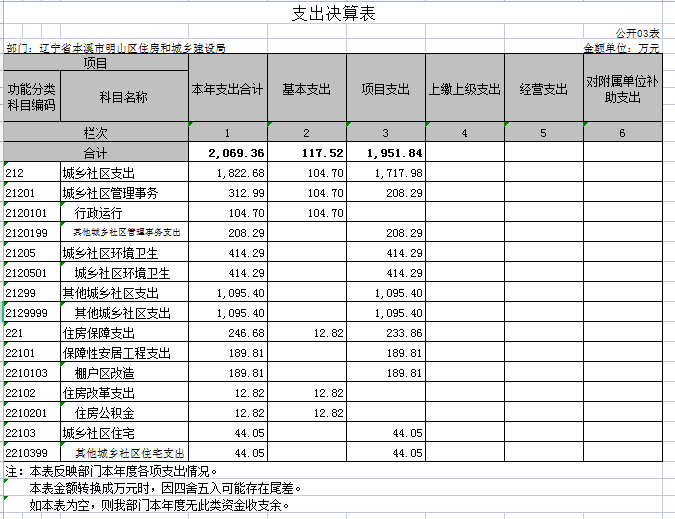 支出决算表
公开03表
部门：辽宁省本溪市明山区住房和城乡建设局 金额单位：万元
项目 本年支出合计 基本支出 项目支出 上缴上级支出 经营支出 对附属单位补助支出
功能分类科目编码 科目名称
栏次 1 2 3 4 5 6
合计 2,069.36 117.52 1,951.84
212 城乡社区支出 1,822.68 104.70 1,717.98
21201 城乡社区管理事务 312.99 104.70 208.29
2120101 行政运行 104.70 104.70
2120199 其他城乡社区管理事务支出 208.29 208.29
21205 城乡社区环境卫生 414.29 414.29
2120501 城乡社区环境卫生 414.29 414.29
21299 其他城乡社区支出 1,095.40 1,095.40
2129999 其他城乡社区支出 1,095.40 1,095.40
221 住房保障支出 246.68 12.82 233.86
22101 保障性安居工程支出 189.81 189.81
2210103 棚户区改造 189.81 189.81
22102 住房改革支出 12.82 12.82
2210201 住房公积金 12.82 12.82
22103 城乡社区住宅 44.05 44.05
2210399 其他城乡社区住宅支出 44.05 44.05
注：本表反映部门本年度各项支出情况。
本表金额转换成万元时，因四舍五入可能存在尾差。
如本表为空，则我部门本年度无此类资金收支余。